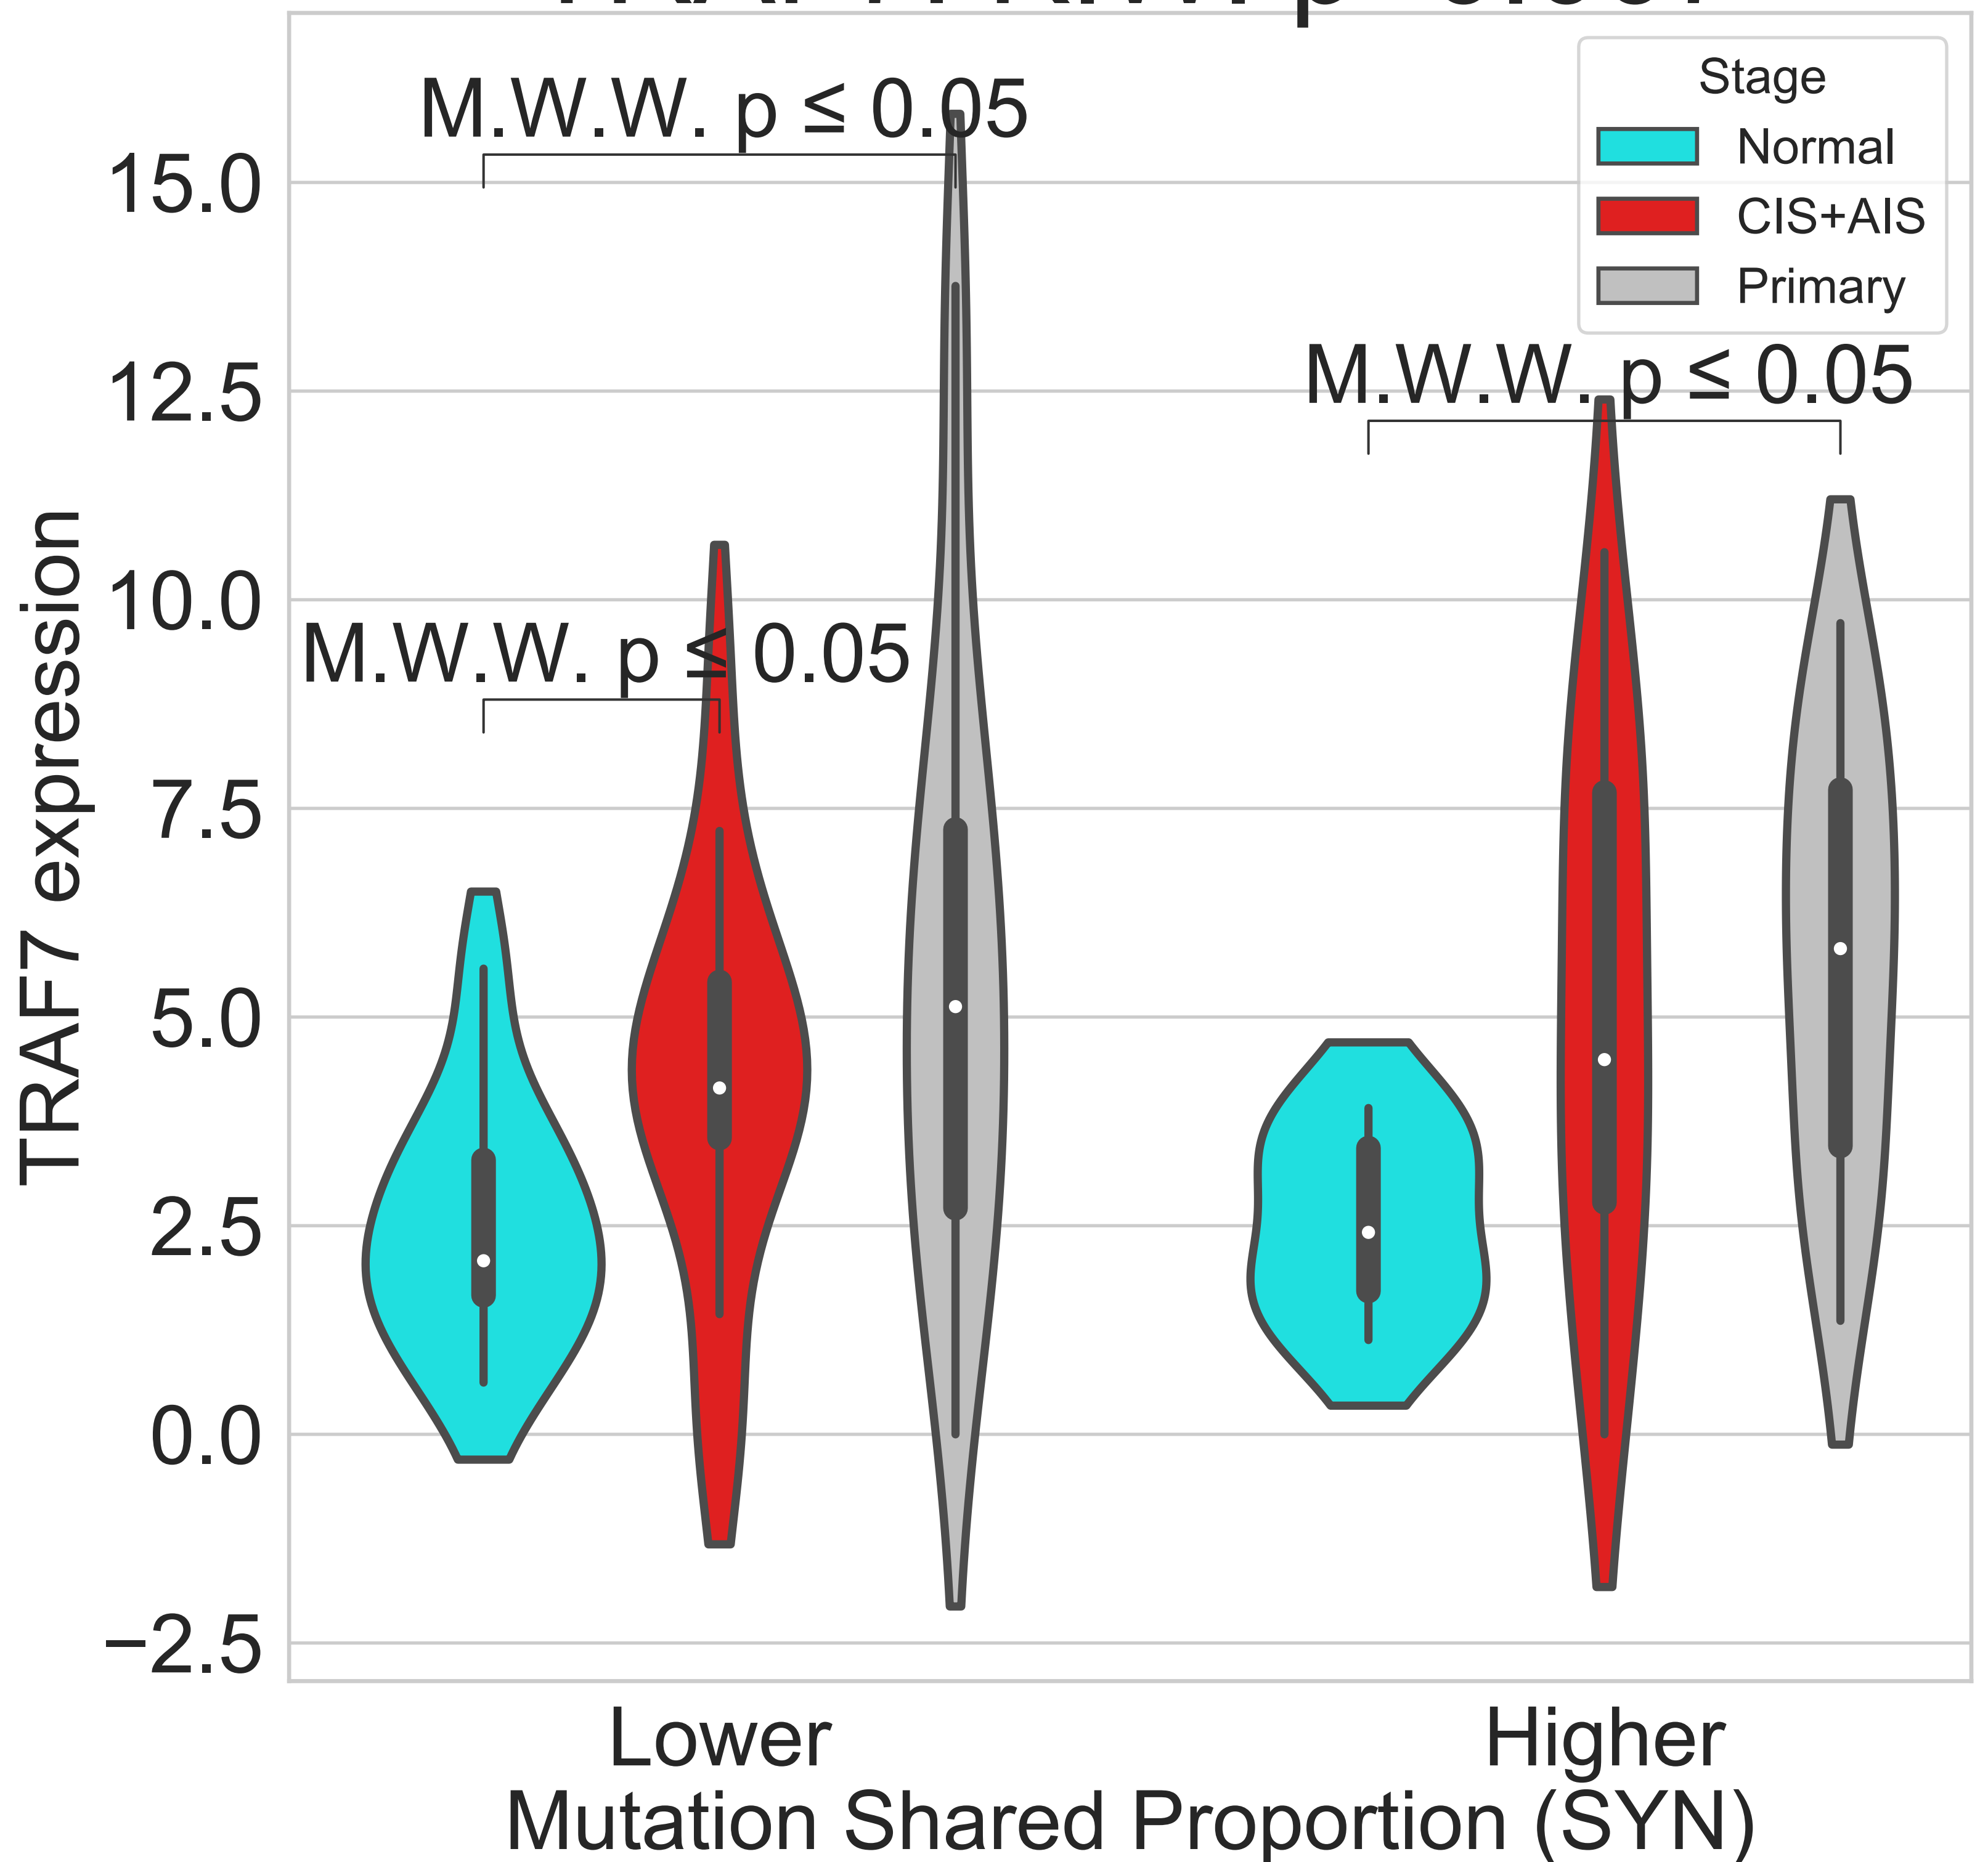 M.W.W. p ≤ 0.05
Stage
Normal
CIS+AIS
Primary
15.0
12.5
M.W.W. p ≤ 0.05
10.0
M.W.W. p ≤ 0.05
7.5
5.0
2.5
0.0
−2.5
TRAF7 expression
Lower
Higher
Mutation Shared Proportion (SYN)